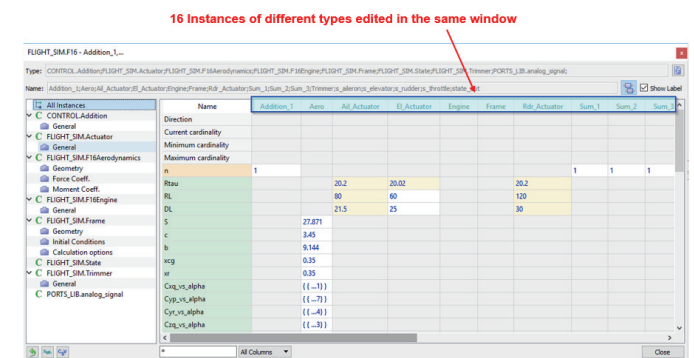 16 Instances of different types edited in the same window
FLIGHT_SIM.F16 - Addition_1,...
x
Type: CONTROL.Addition;FLIGHT_SIM.Actuator;FLIGHT_SIM.F16Aerodynamics;FLIGHT_SIM.F16Engine;FLIGHT_SIM.Frame;FLIGHT_SIM.State;FLIGHT_SIM.Trimmer;PORTS_LIB.analog_signal;
Name: Addition_1;Aero;Ail_Actuator;El_Actuator;Engine;Frame;Rdr_Actuator;Sum_1;Sum_2;Sum_3;Trimmer;s_aileron;s_elevator;s_rudder;s_throttle;state Show Label
All Instances
C CONTROL.Addition
General
C FLIGHT_SIM.Actuator
General
C FLIGHT_SIM.F16Aerodynamics
Geometry
Force Coeff.
Moment Coeff.
C FLIGHT_SIM.F16Engine
General
C FLIGHT_SIM.Frame
Geometry
Initial Conditions
Calculation options
C FLIGHT_SIM.State
C FLIGHT_SIM.Trimmer
General
C PORTS_LIB.analog_signal
Name Addition_1 Aero Ail_Actuator El_Actuator Engine Frame Rdr_Actuator Sum_1 Sum_2 Sum_3
Direction
Current cardinality
Minimum cardinality
Maximum cardinality
n 1 1 1 1
Rtau 20.2 20.02 20.2
RL 80 60 120
DL 21.5 25 30
S 27.871
c 3.45
b 9.144
xcg 0.35
xr 0.35
Cxq_vs_alpha { { ...1} }
Cyp_vs_alpha { { ...7} }
Cyr_vs_alpha { { ...4} }
Czq_vs_alpha { { ...3} }
* All Columns Close